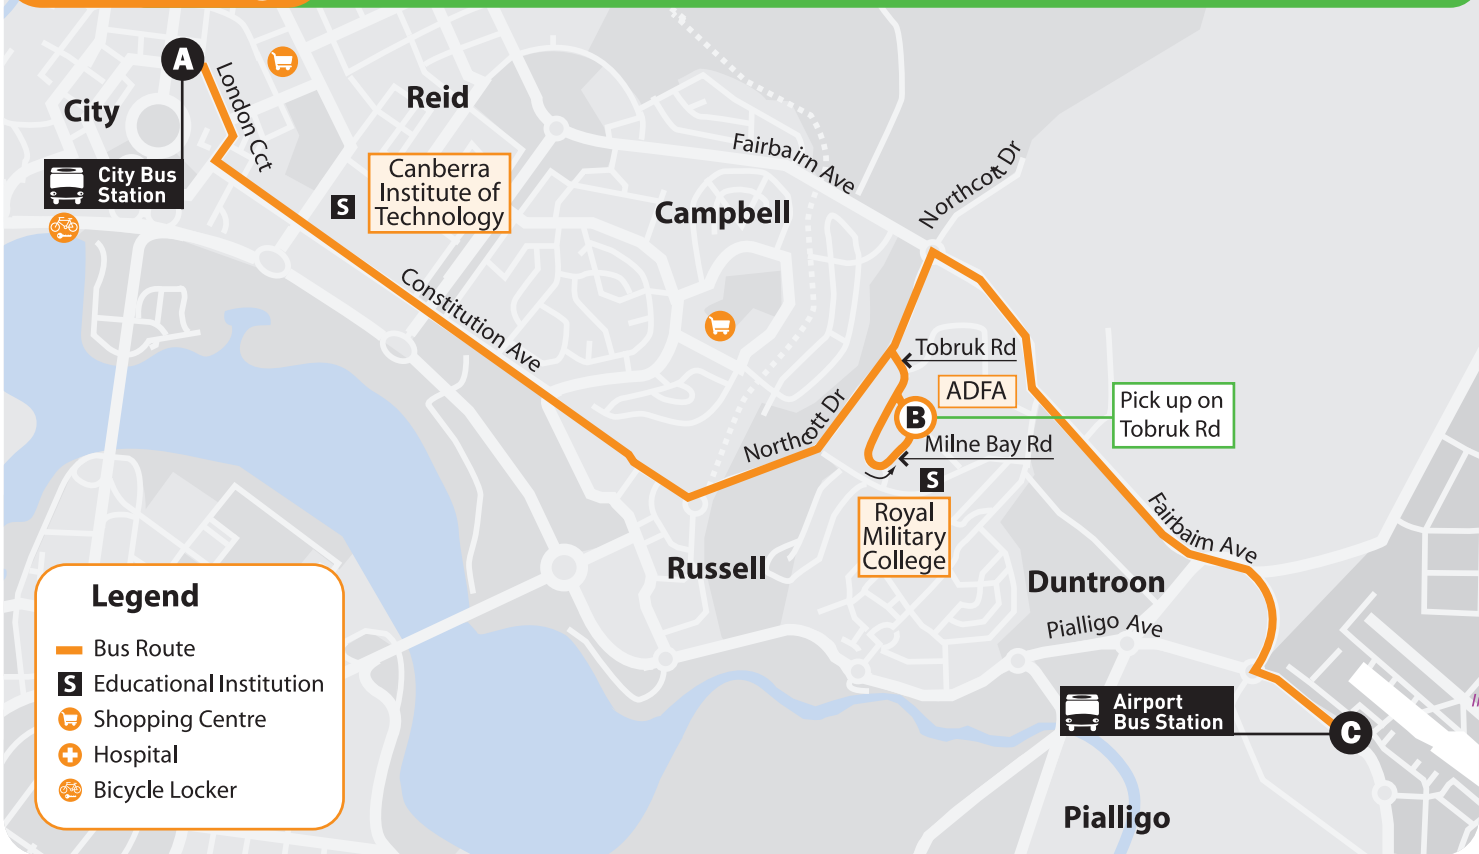 A
London Cct
City
Reid
City Bus
Station
Canberra
Institute of
Technology
S
Fairbairn Ave
Northcott Dr
Campbell
Constitution Ave
Tobruk Rd
ADFA
B
Pick up on
Tobruk Rd
Northcott Dr
Milne Bay Rd
S
Royal
Military
College
Fairbairn Ave
Russell
Duntroon
Pialligo Ave
Airport
Bus Station
C
Pialligo
Legend
Bus Route
S Educational Institution
Shopping Centre
Hospital
Bicycle Locker